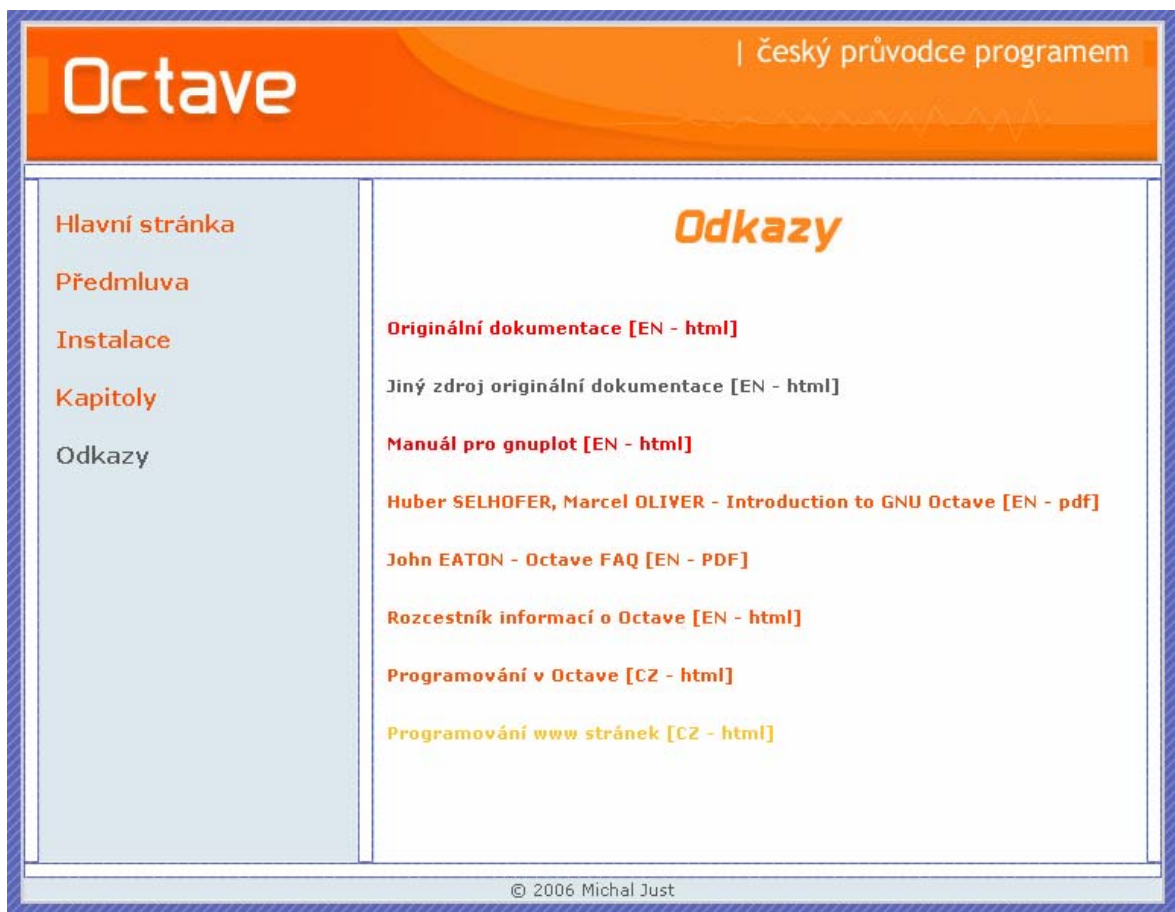 Octave
| český průvodce programem
Hlavní stránka
Předmluva
Instalace
Kapitoly
Odkazy
Odkazy
Originální dokumentace [EN - html]
Jiný zdroj originální dokumentace [EN - html]
Manuál pro gnuplot [EN - html]
Huber SELHOFER, Marcel OLIVER - Introduction to GNU Octave [EN - pdf]
John EATON - Octave FAQ [EN - PDF]
Rozcestník informací o Octave [EN - html]
Programování v Octave [CZ - html]
Programování www stránek [CZ - html]
© 2006 Michal Just